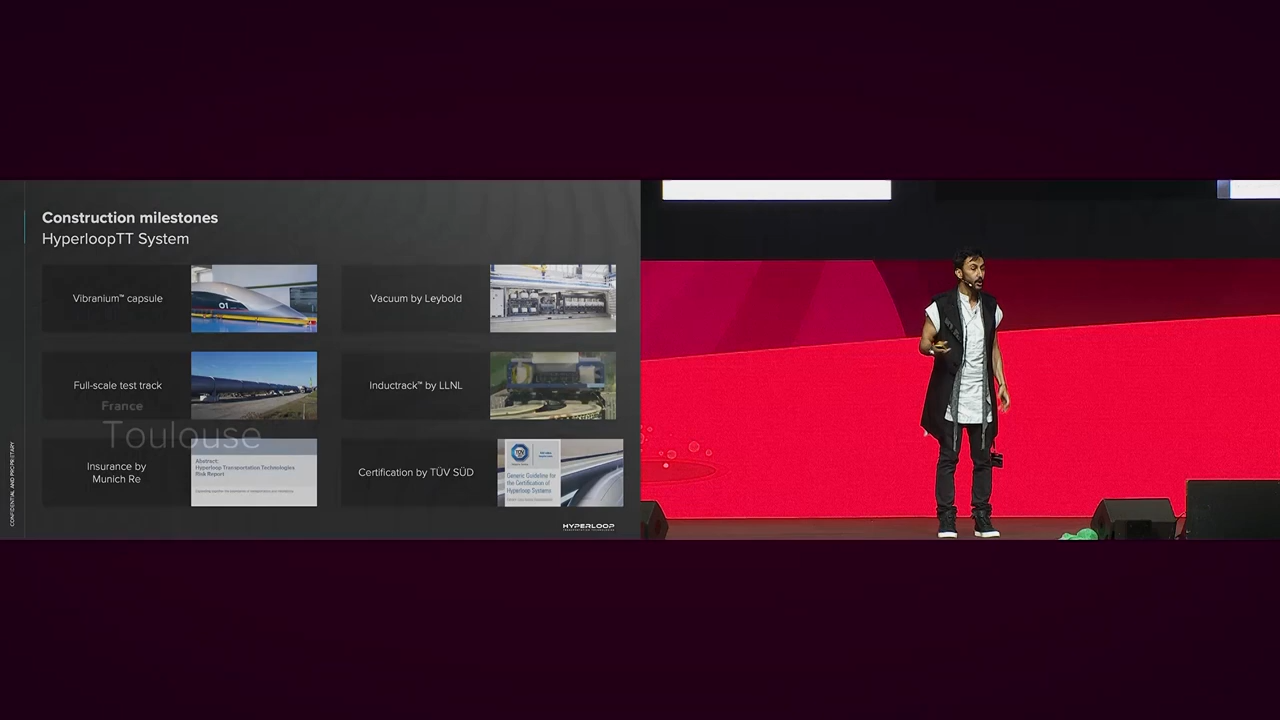 Construction milestones
HyperloopTT System
Vibranium™ capsule
01
Vacuum by Leybold
Full-scale test track
Inductrack™ by LLNL
France
Toulouse
Insurance by
Munich Re
Abstract:
Hyperloop Transportation Technologies
Risk Report
Certification by TÜV SÜD
Generic Guideline for
the Certification of
Hyperloop Systems
CONFIDENTIAL AND PROPRIETARY
HYPERLOOP